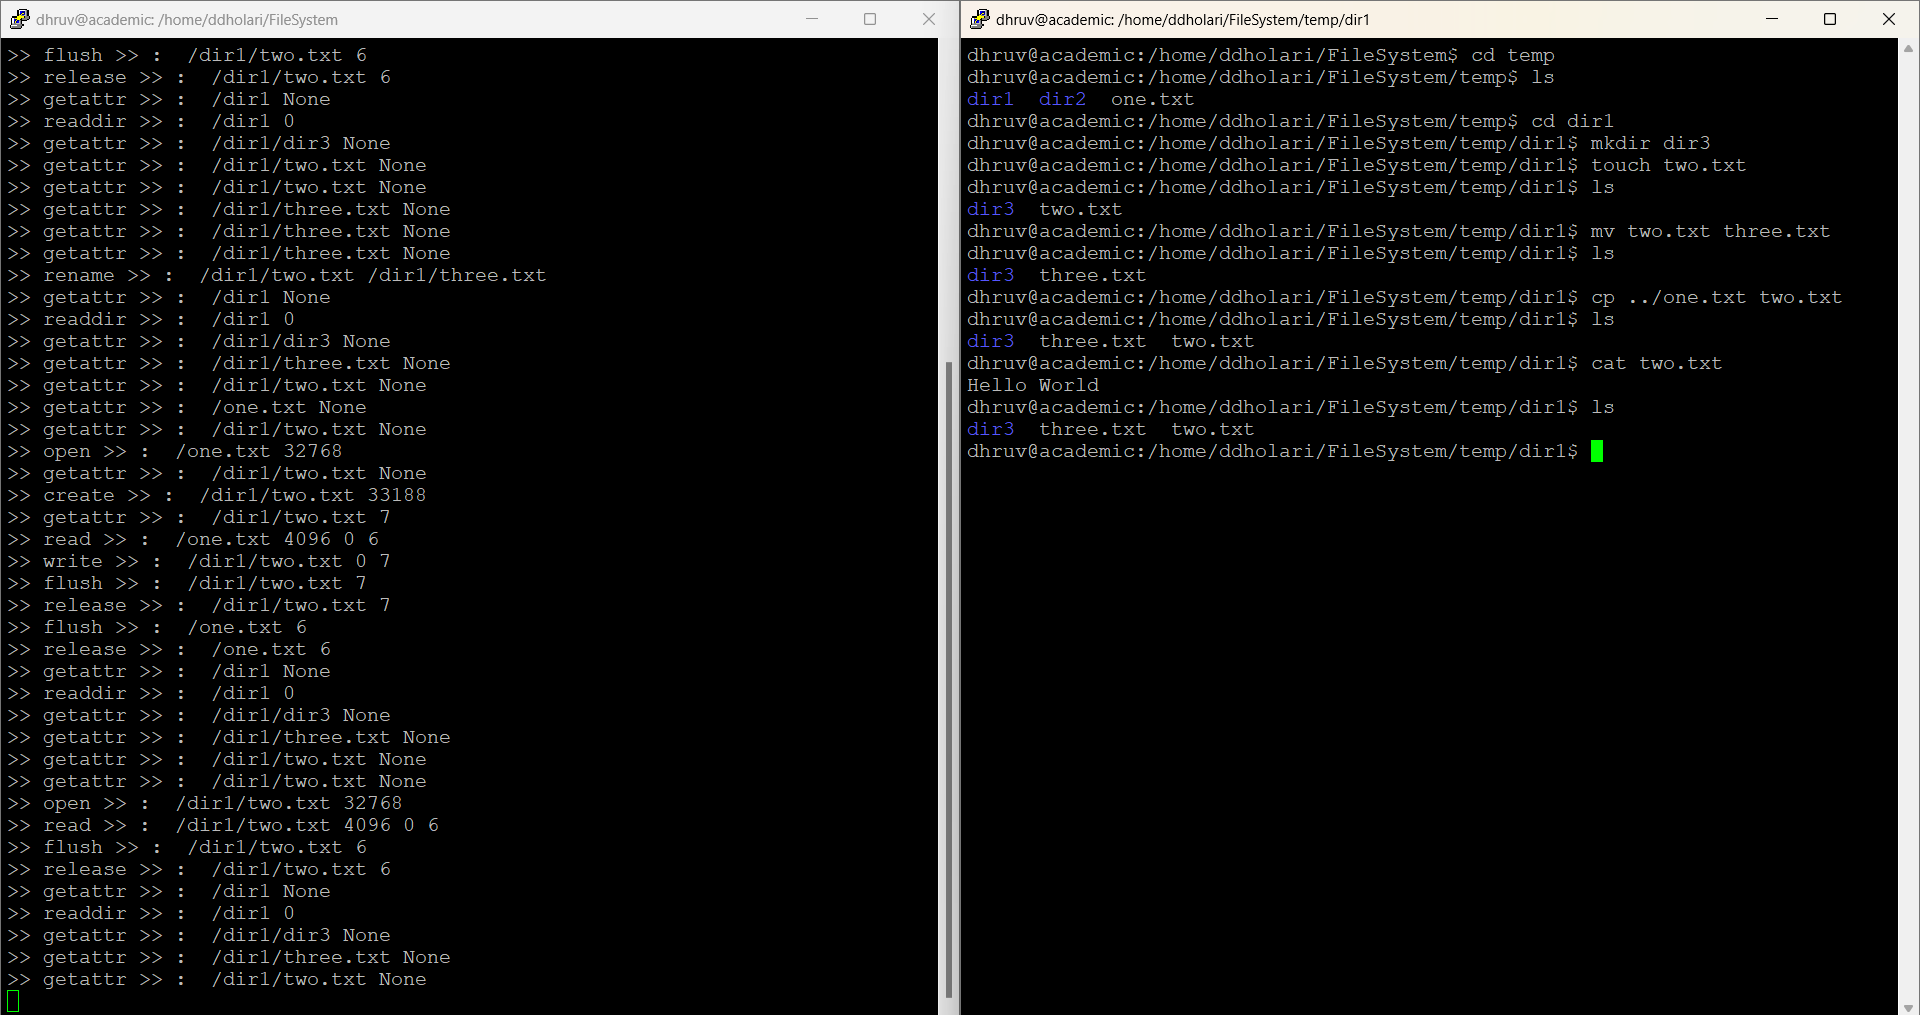 dhruv@academic: /home/ddholari/FileSystem
>> flush >> :  /dir1/two.txt 6
>> release >> :  /dir1/two.txt 6
>> getattr >> :  /dir1 None
>> readdir >> :  /dir1 0
>> getattr >> :  /dir1/dir3 None
>> getattr >> :  /dir1/two.txt None
>> getattr >> :  /dir1/two.txt None
>> getattr >> :  /dir1/three.txt None
>> getattr >> :  /dir1/three.txt None
>> getattr >> :  /dir1/three.txt None
>> rename >> :  /dir1/two.txt /dir1/three.txt
>> getattr >> :  /dir1 None
>> readdir >> :  /dir1 0
>> getattr >> :  /dir1/dir3 None
>> getattr >> :  /dir1/three.txt None
>> getattr >> :  /dir1/two.txt None
>> getattr >> :  /one.txt None
>> getattr >> :  /dir1/two.txt None
>> open >> :  /one.txt 32768
>> getattr >> :  /dir1/two.txt None
>> create >> :  /dir1/two.txt 33188
>> getattr >> :  /dir1/two.txt 7
>> read >> :  /one.txt 4096 0 6
>> write >> :  /dir1/two.txt 0 7
>> flush >> :  /dir1/two.txt 7
>> release >> :  /dir1/two.txt 7
>> flush >> :  /one.txt 6
>> release >> :  /one.txt 6
>> getattr >> :  /dir1 None
>> readdir >> :  /dir1 0
>> getattr >> :  /dir1/dir3 None
>> getattr >> :  /dir1/three.txt None
>> getattr >> :  /dir1/two.txt None
>> getattr >> :  /dir1/two.txt None
>> open >> :  /dir1/two.txt 32768
>> read >> :  /dir1/two.txt 4096 0 6
>> flush >> :  /dir1/two.txt 6
>> release >> :  /dir1/two.txt 6
>> getattr >> :  /dir1 None
>> readdir >> :  /dir1 0
>> getattr >> :  /dir1/dir3 None
>> getattr >> :  /dir1/three.txt None
>> getattr >> :  /dir1/two.txt None
dhruv@academic: /home/ddholari/FileSystem/temp/dir1
dhruv@academic:/home/ddholari/FileSystem$ cd temp
dhruv@academic:/home/ddholari/FileSystem/temp$ ls
dir1  dir2  one.txt
dhruv@academic:/home/ddholari/FileSystem/temp$ cd dir1
dhruv@academic:/home/ddholari/FileSystem/temp/dir1$ mkdir dir3
dhruv@academic:/home/ddholari/FileSystem/temp/dir1$ touch two.txt
dhruv@academic:/home/ddholari/FileSystem/temp/dir1$ ls
dir3  two.txt
dhruv@academic:/home/ddholari/FileSystem/temp/dir1$ mv two.txt three.txt
dhruv@academic:/home/ddholari/FileSystem/temp/dir1$ ls
dir3  three.txt
dhruv@academic:/home/ddholari/FileSystem/temp/dir1$ cp ../one.txt two.txt
dhruv@academic:/home/ddholari/FileSystem/temp/dir1$ ls
dir3  three.txt  two.txt
dhruv@academic:/home/ddholari/FileSystem/temp/dir1$ cat two.txt
Hello World
dhruv@academic:/home/ddholari/FileSystem/temp/dir1$ ls
dir3  three.txt  two.txt
dhruv@academic:/home/ddholari/FileSystem/temp/dir1$